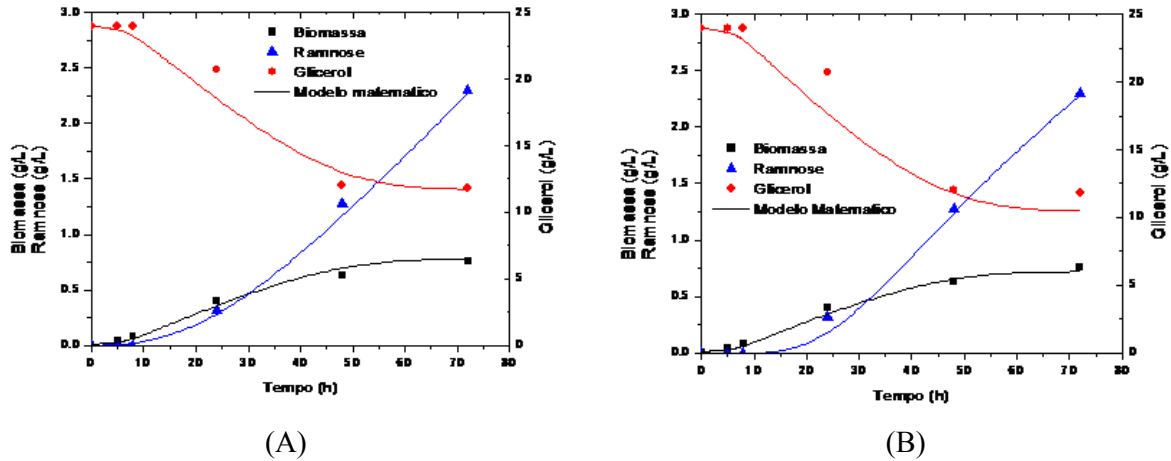 3.0
2.5
2.0
1.5
1.0
0.5
0.0
25
20
15
10
5
0
0
10
20
30
40
50
60
70
80
Biomassa (g/L)
Ramnose (g/L)
Glicerol (g/L)
Tempo (h)
Biomassa
Ramnose
Glicerol
Modelo matematico
(A)
3.0
2.5
2.0
1.5
1.0
0.5
0.0
25
20
15
10
5
0
0
10
20
30
40
50
60
70
80
Biomassa (g/L)
Ramnose (g/L)
Glicerol (g/L)
Tempo (h)
Biomassa
Ramnose
Glicerol
Modelo Matematico
(B)